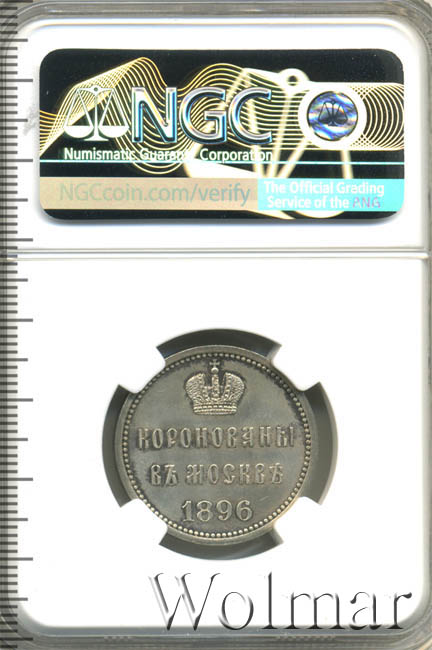 NGC
Numismatic Guaranty Corporation
NGCcoin.com/verify
The Official Grading
Service of the PNG
КОРОНОВАНЫ
ВЪ МОСКВѢ
1896
Wolmar